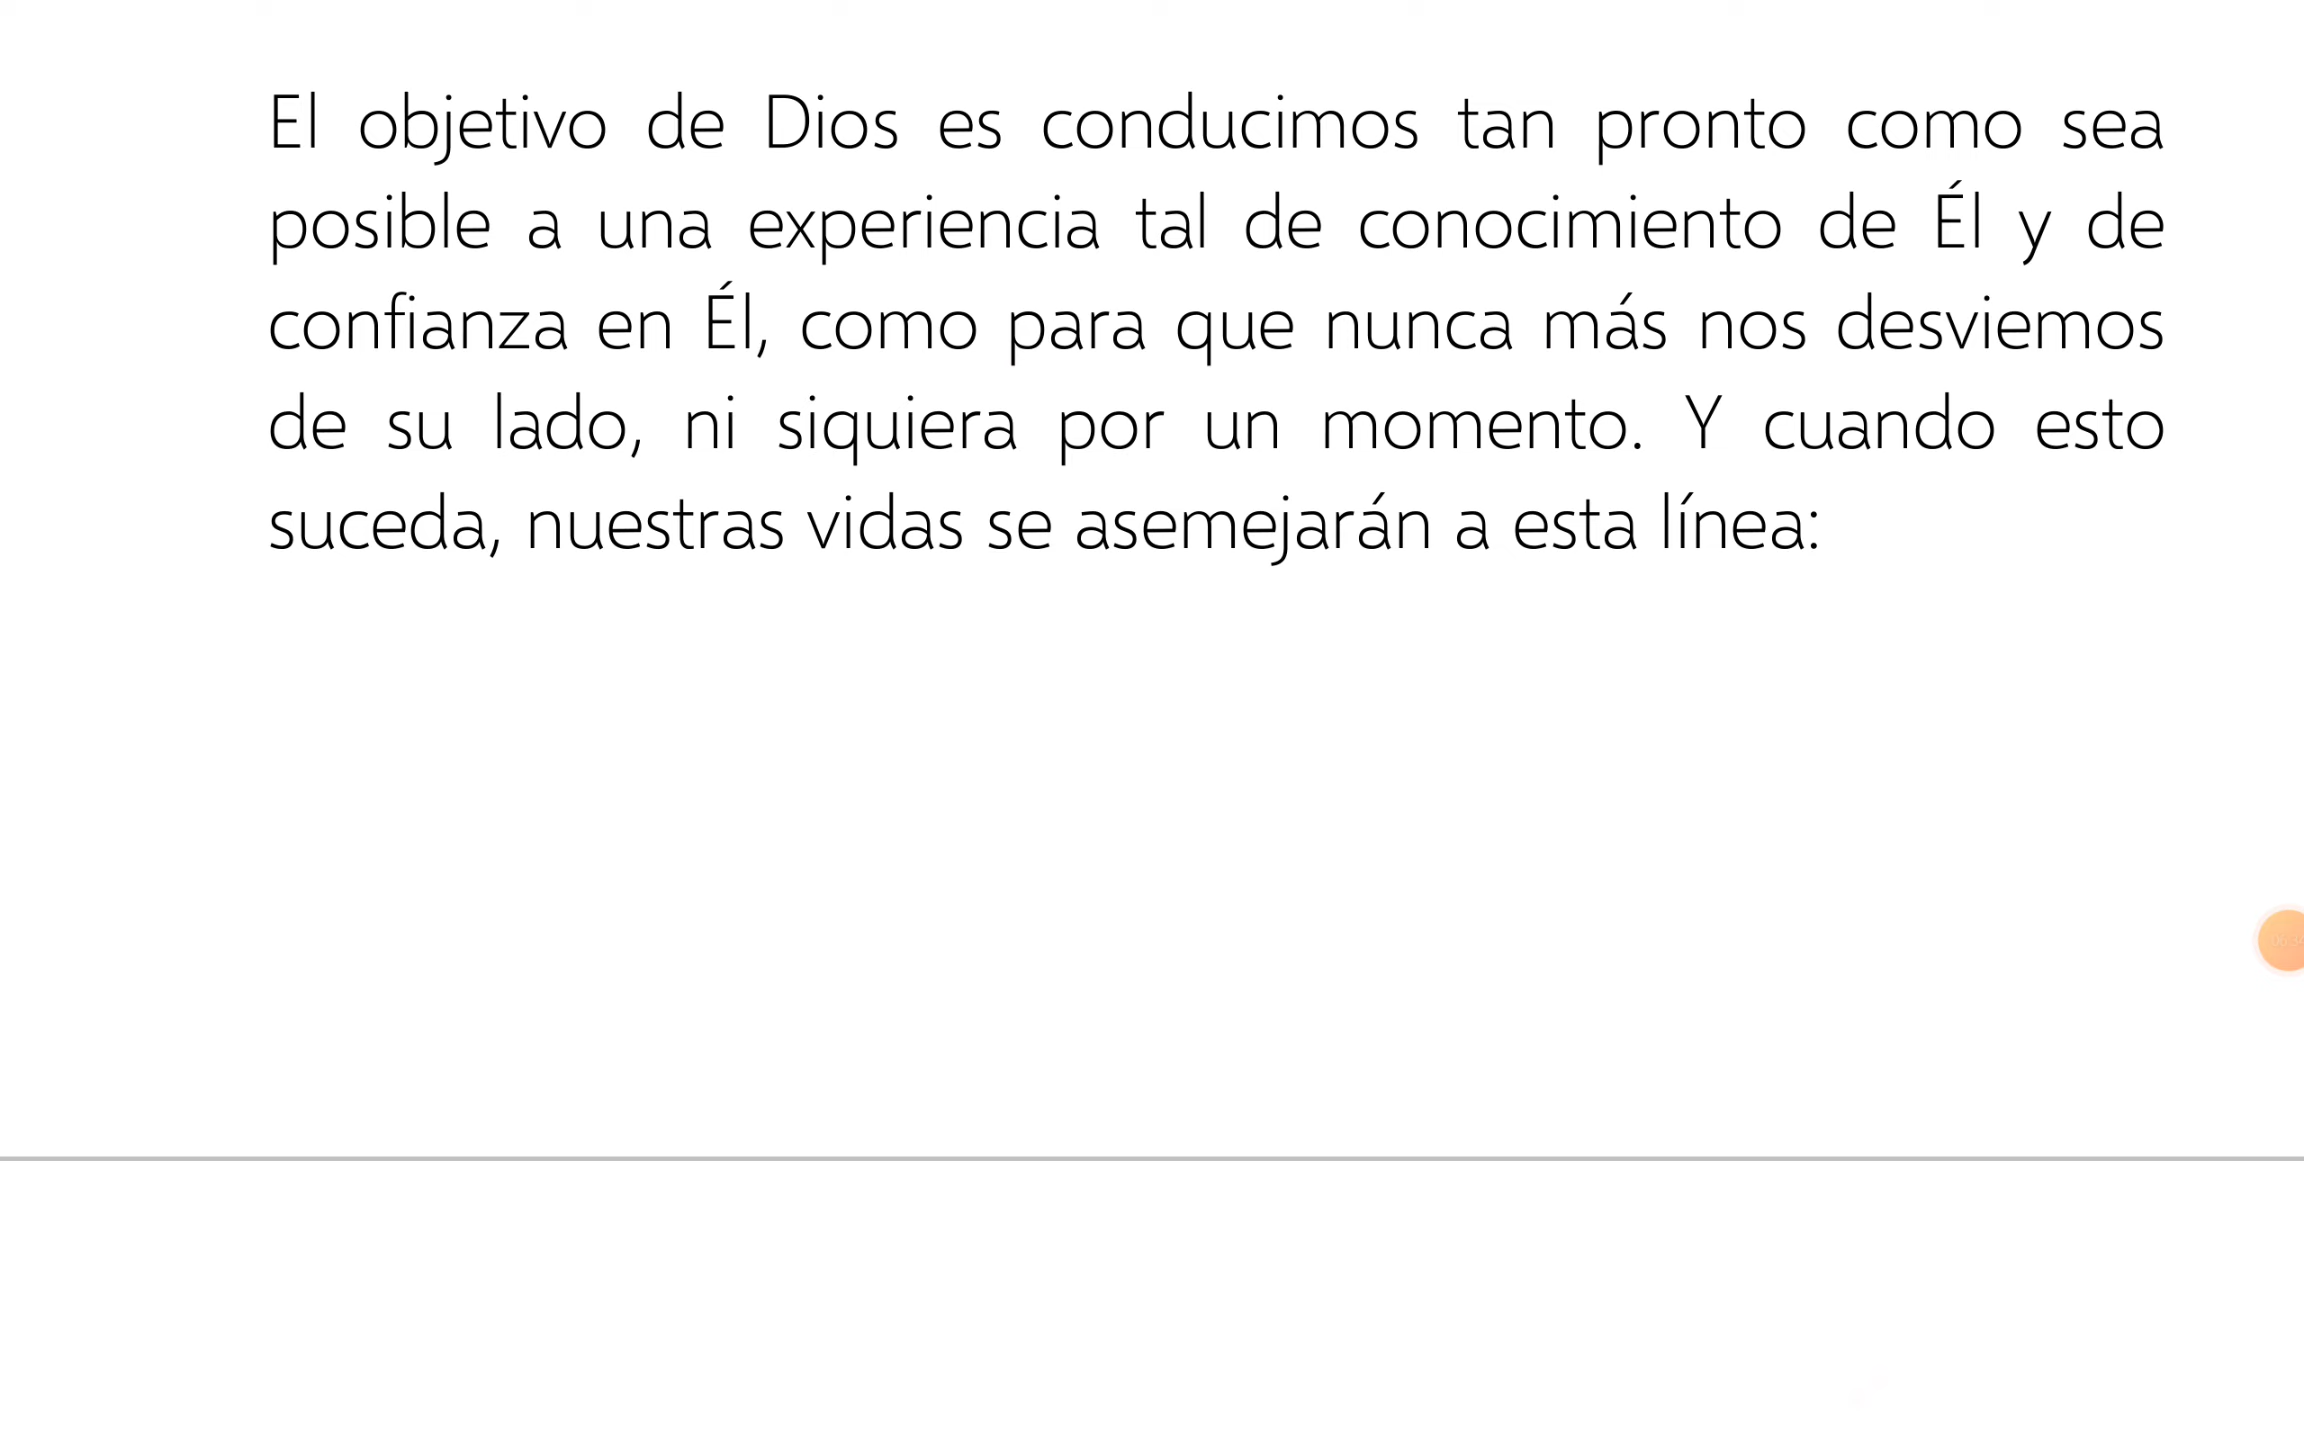 El objetivo de Dios es conducimos tan pronto como sea
posible a una experiencia tal de conocimiento de Él y de
confianza en Él, como para que nunca más nos desviemos
de su lado, ni siquiera por un momento. Y cuando esto
suceda, nuestras vidas se asemejarán a esta línea: